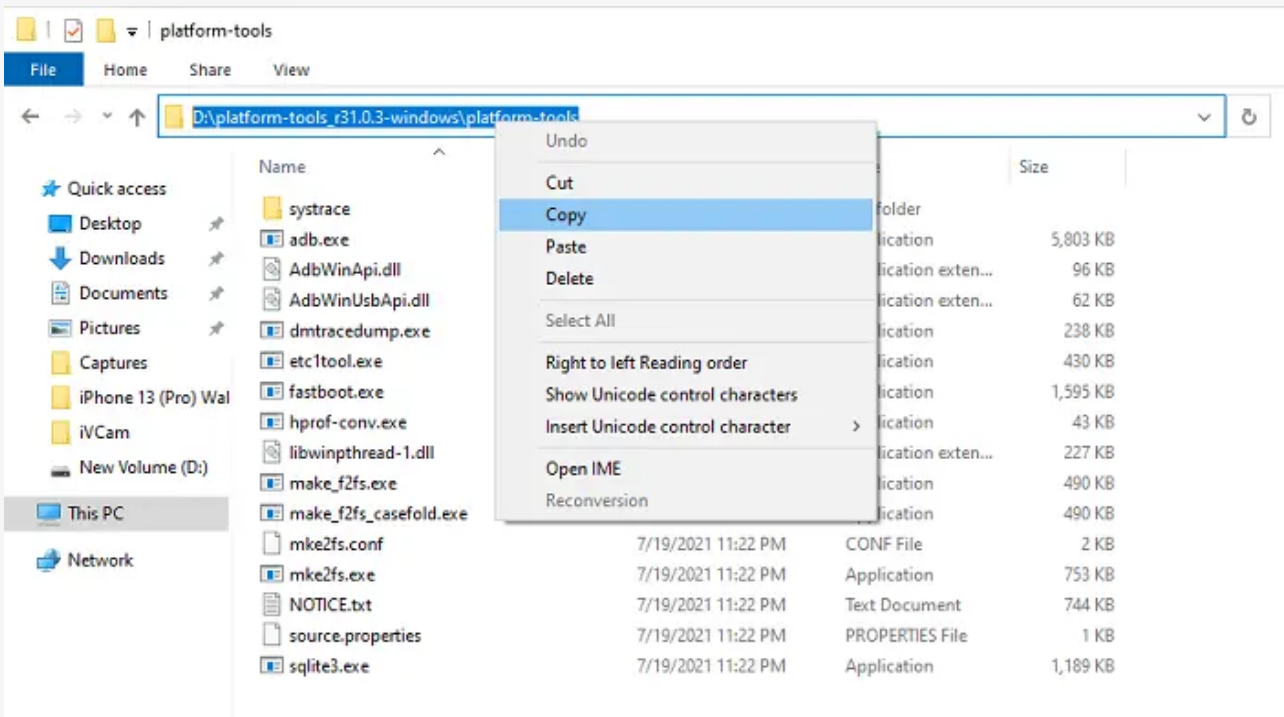 platform-tools
File Home Share View
D:\platform-tools_r31.0.3-windows\platform-tools
Name Size
Quick access
Desktop
Downloads
Documents
Pictures
Captures
iPhone 13 (Pro) Wal
iVCam
New Volume (D:)
This PC
Network
Undo
Cut
Copy
Paste
Delete
Select All
Right to left Reading order
Show Unicode control characters
Insert Unicode control character
Open IME
Reconversion
systrace folder
adb.exe lication 5,803 KB
AdbWinApi.dll lication exten... 96 KB
AdbWinUsbApi.dll lication exten... 62 KB
dmtracedump.exe lication 238 KB
etc1tool.exe lication 430 KB
fastboot.exe lication 1,595 KB
hprof-conv.exe lication 43 KB
libwinpthread-1.dll lication exten... 227 KB
make_f2fs.exe lication 490 KB
make_f2fs_casefold.exe lication 490 KB
mke2fs.conf 7/19/2021 11:22 PM CONF File 2 KB
mke2fs.exe 7/19/2021 11:22 PM Application 753 KB
NOTICE.txt 7/19/2021 11:22 PM Text Document 744 KB
source.properties 7/19/2021 11:22 PM PROPERTIES File 1 KB
sqlite3.exe 7/19/2021 11:22 PM Application 1,189 KB